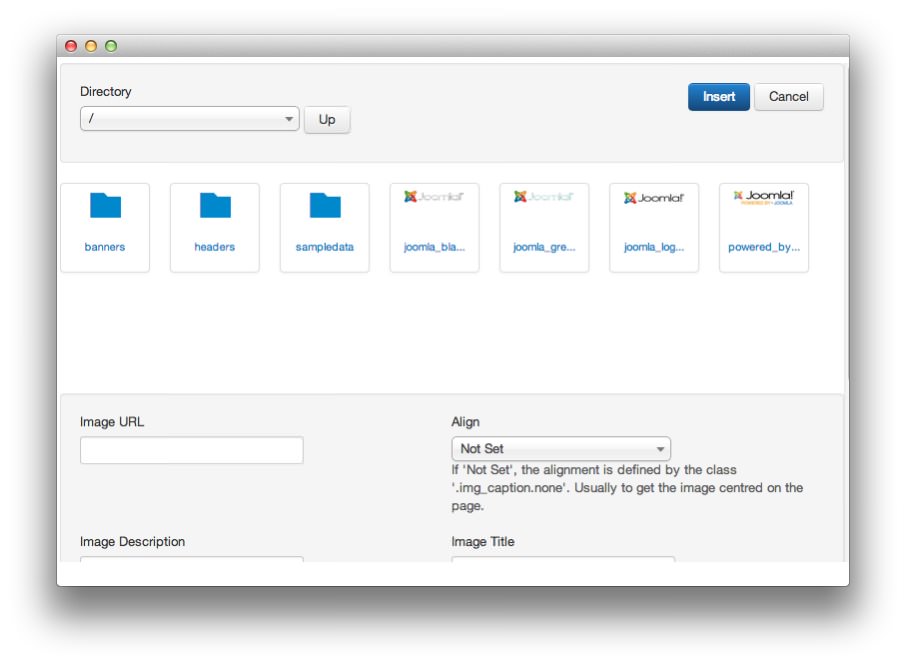 Directory
Insert
Cancel
/
Up
Joomla!
Joomla!
Joomla!
Joomla!
POWERED BY JOOMLA
banners
headers
sampledata
joomla_bla...
joomla_gre...
joomla_log...
powered_by...
Image URL
Align
Not Set
If 'Not Set', the alignment is defined by the class
'.img_caption.none'. Usually to get the image centred on the
page.
Image Description
Image Title